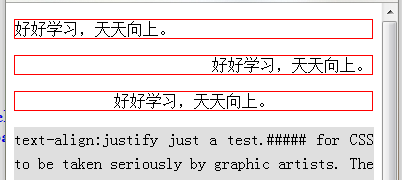 好好学习，天天向上。
好好学习，天天向上。
好好学习，天天向上。
text-align:justify just a test.##### for CSS
to be taken seriously by graphic artists. The